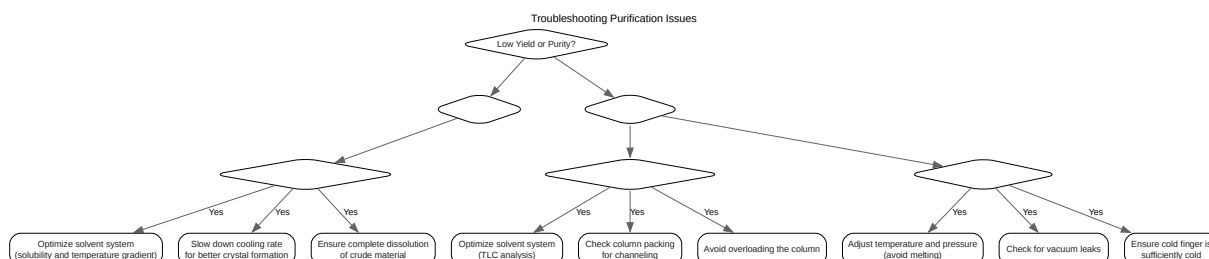 Troubleshooting Purification Issues
Low Yield or Purity?
Yes
Yes
Yes
Yes
Yes
Yes
Yes
Yes
Yes
Optimize solvent system
(solubility and temperature gradient)
Slow down cooling rate
for better crystal formation
Ensure complete dissolution
of crude material
Optimize solvent system
(TLC analysis)
Check column packing
for channeling
Avoid overloading the column
Adjust temperature and pressure
(avoid melting)
Check for vacuum leaks
Ensure cold finger is
sufficiently cold